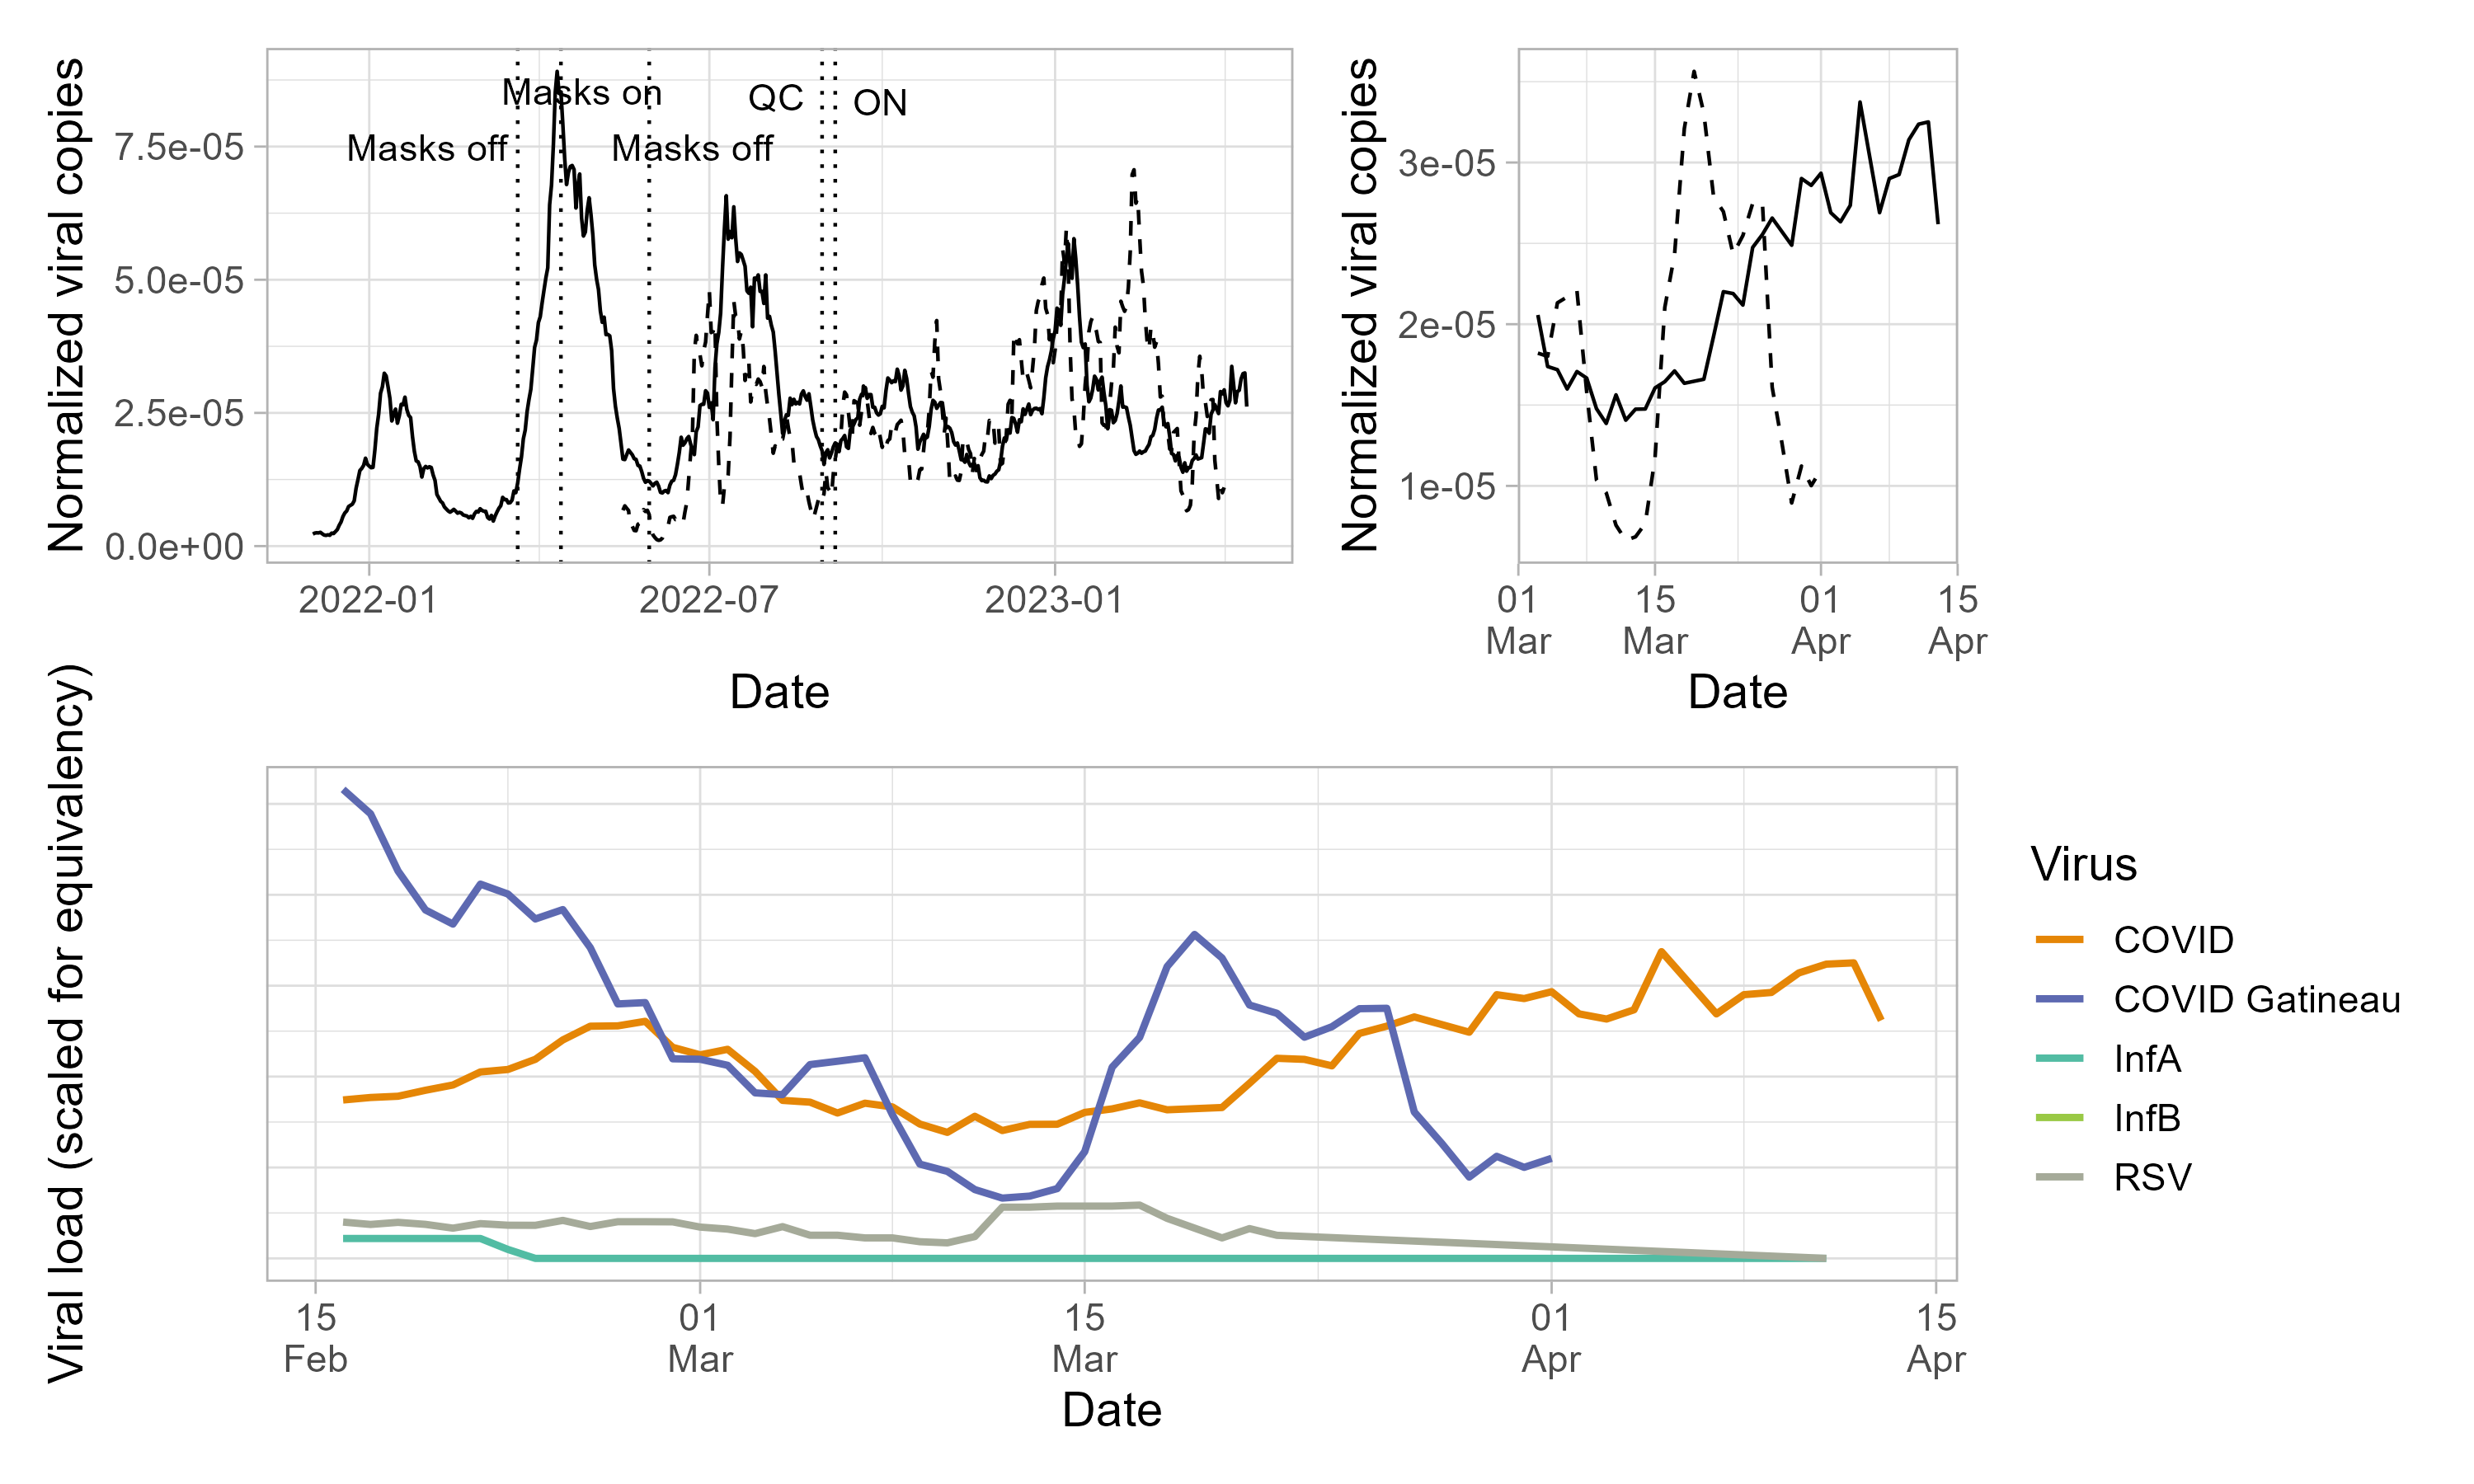 Normalized viral copies
7.5e-05
5.0e-05
2.5e-05
0.0e+00
Masks on
Masks off
Masks off
QC
ON
2022-01
2022-07
2023-01
Date
Normalized viral copies
3e-05
2e-05
1e-05
01
Mar
15
Mar
01
Apr
15
Apr
Date
Viral load (scaled for equivalency)
15
Feb
01
Mar
15
Mar
01
Apr
15
Apr
Date
Virus
COVID
COVID Gatineau
InfA
InfB
RSV